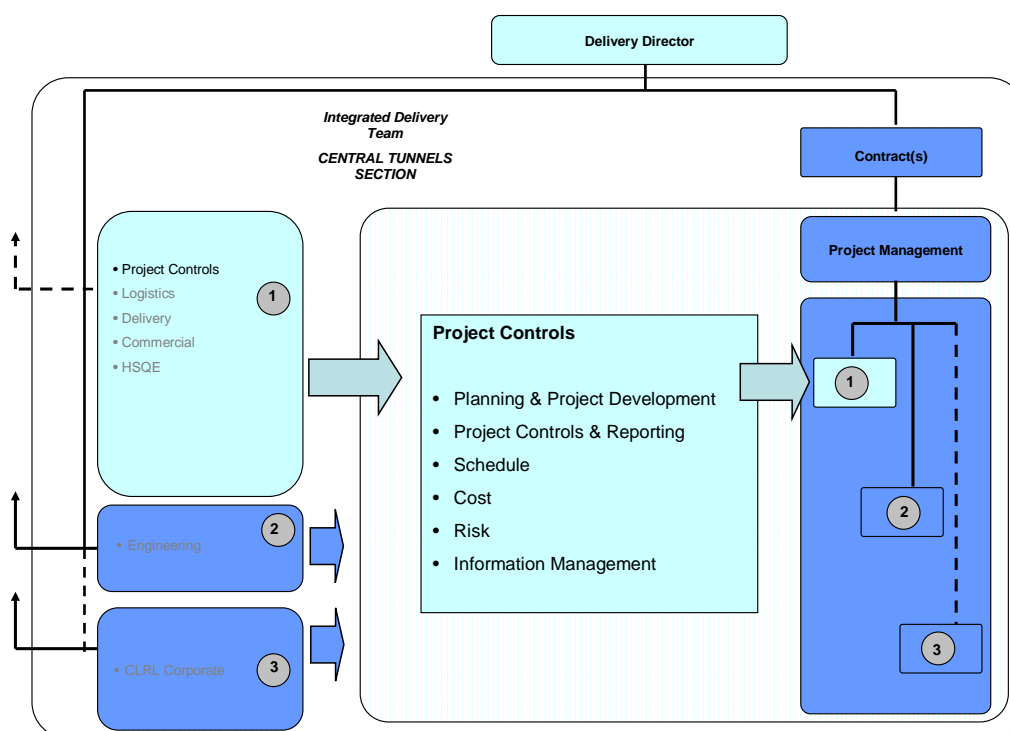 Delivery Director
Integrated Delivery
Team
CENTRAL TUNNELS
SECTION
Contract(s)
Project Management
• Project Controls
• Logistics
• Delivery
• Commercial
• HSQE
1
Project Controls
• Planning & Project Development
• Project Controls & Reporting
• Schedule
• Cost
• Risk
• Information Management
1
2
3
• Engineering
2
• CLRL Corporate
3